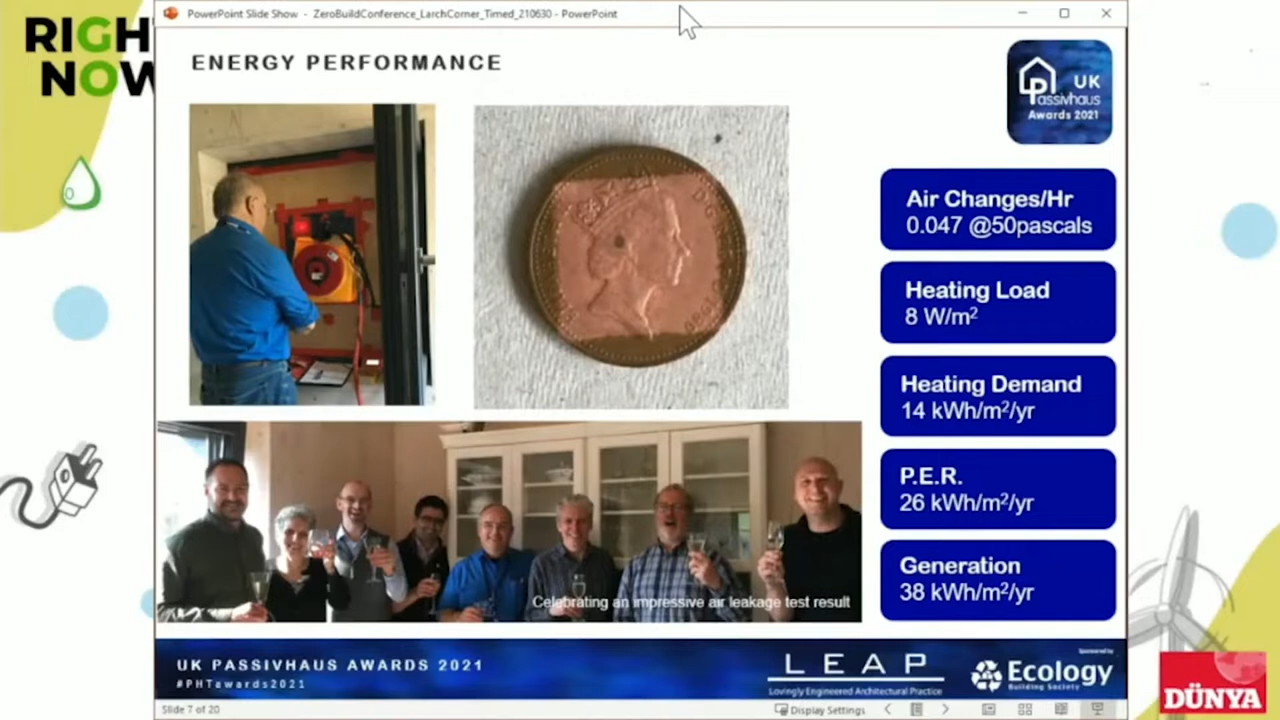 RIGH
NOW
0
PowerPoint Slide Show - ZeroBuildConference_LarchCorner_Timed_210630 - PowerPoint
ENERGY PERFORMANCE
UK
Passivhaus
Awards 2021
Air Changes/Hr
0.047 @50pascals
Heating Load
8 W/m²
Heating Demand
14 kWh/m²/yr
P.E.R.
26 kWh/m²/yr
Generation
38 kWh/m²/yr
Celebrating an impressive air leakage test result
UK PASSIVHAUS AWARDS 2021
#PHTawards2021
LEAP
Lovingly Engineered Architectural Practice
Sponsored by
Ecology
Building Society
Slide 7 of 20
Display Settings
DÜNYA